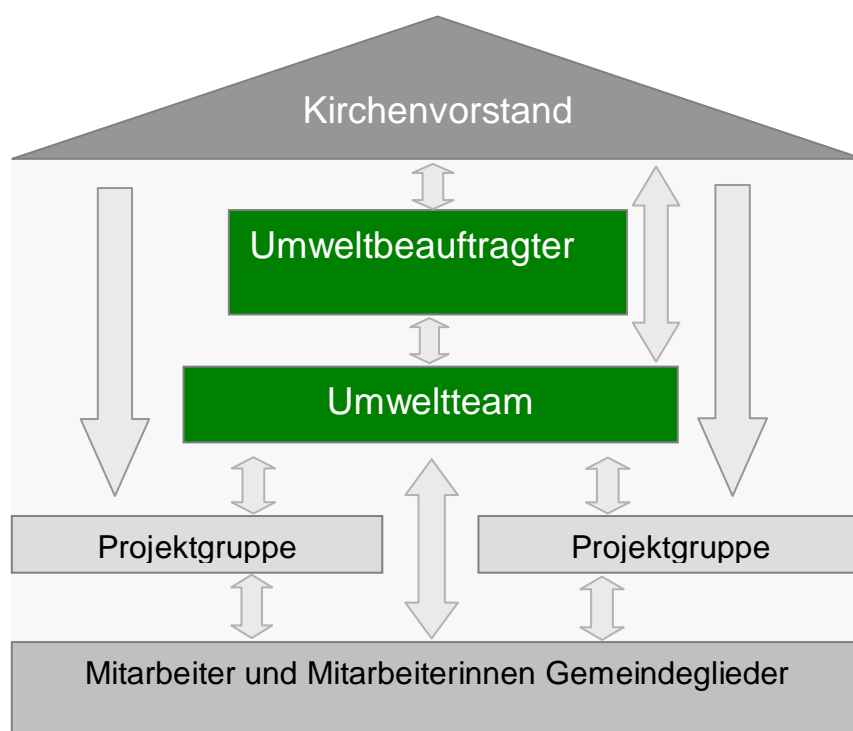 Kirchenvorstand
Umweltbeauftragter
Umweltteam
Projektgruppe
Projektgruppe
Mitarbeiter und Mitarbeiterinnen Gemeindeglieder